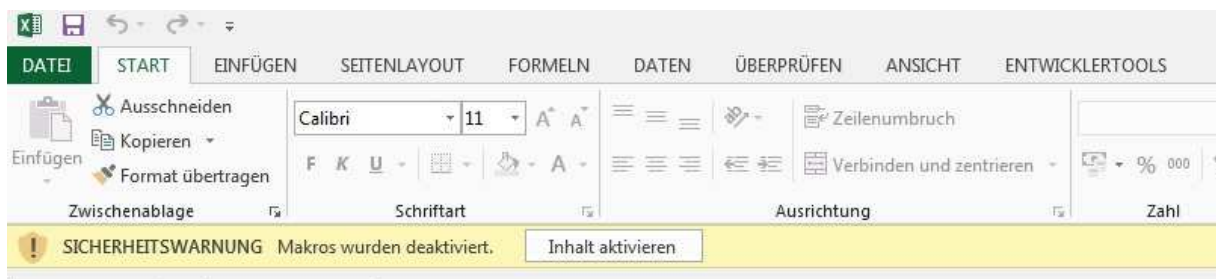 DATEI START EINFÜGEN SEITENLAYOUT FORMELN DATEN ÜBERPRÜFEN ANSICHT ENTWICKLERTOOLS
Einfügen
Ausschneiden
Kopieren
Format übertragen
Calibri 11 A A
F K U A
Zeilenumbruch
Verbinden und zentrieren
% 000
Zwischenablage Schriftart Ausrichtung Zahl
SICHERHEITSWARNUNG Makros wurden deaktiviert. Inhalt aktivieren